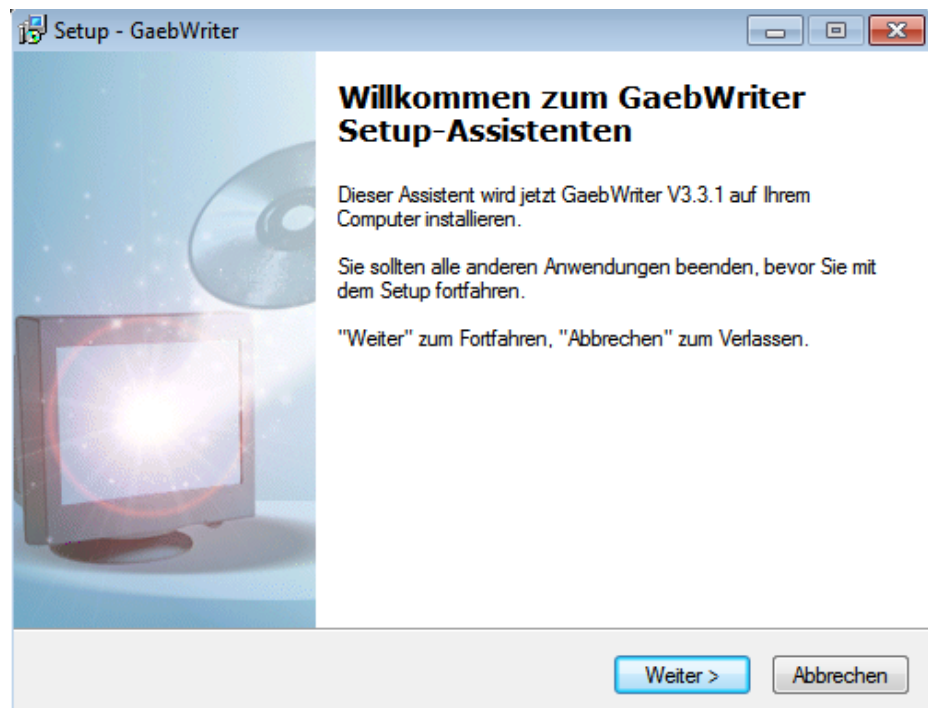 Setup - GaebWriter
Willkommen zum GaebWriter
Setup-Assistenten
Dieser Assistent wird jetzt GaebWriter V3.3.1 auf Ihrem
Computer installieren.
Sie sollten alle anderen Anwendungen beenden, bevor Sie mit
dem Setup fortfahren.
"Weiter" zum Fortfahren, "Abbrechen" zum Verlassen.
Weiter >
Abbrechen